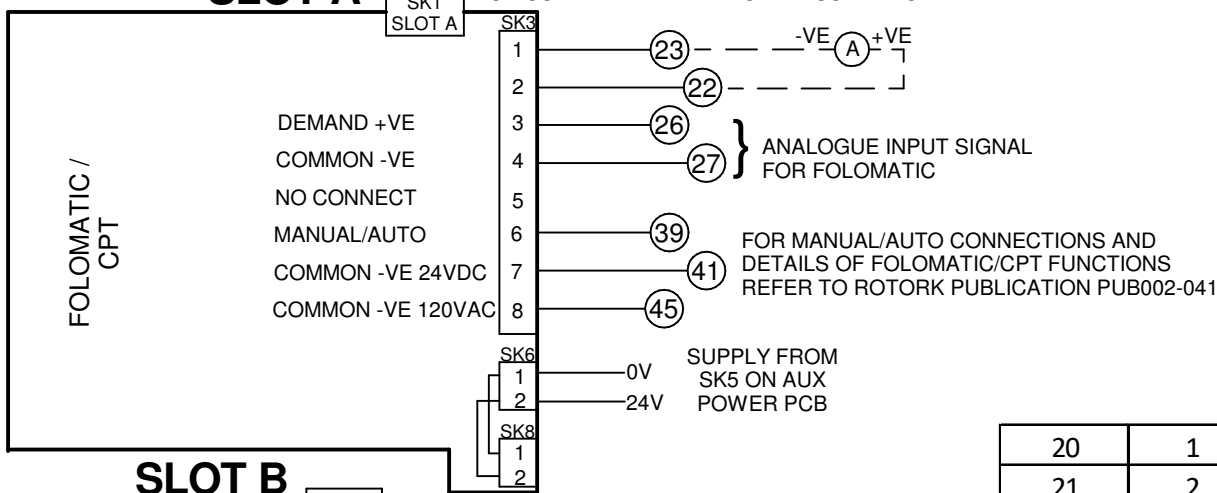 SLOT A
SK1
SLOT A
SK3
1
23
-VE
A
+VE
2
22
DEMAND +VE
3
26
COMMON -VE
4
27
ANALOGUE INPUT SIGNAL
FOR FOLOMATIC
NO CONNECT
5
MANUAL/AUTO
6
39
COMMON -VE 24VDC
7
41
COMMON -VE 120VAC
8
45
FOR MANUAL/AUTO CONNECTIONS AND
DETAILS OF FOLOMATIC/CPT FUNCTIONS
REFER TO ROTORK PUBLICATION PUB002-041
FOLOMATIC /
CPT
SK6
1
0V
2
24V
SUPPLY FROM
SK5 ON AUX
POWER PCB
SK8
1
2
20 1
21 2
SLOT B